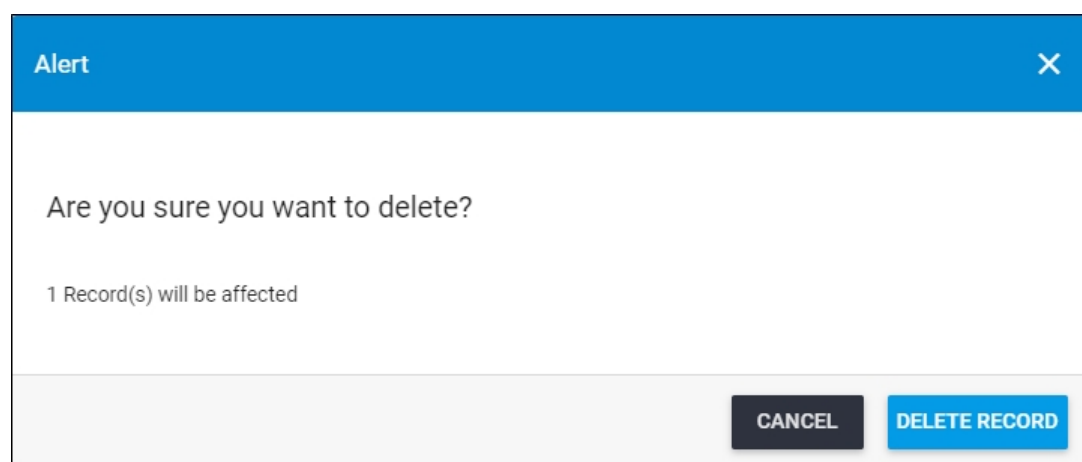 Alert
Are you sure you want to delete?
1 Record(s) will be affected
CANCEL DELETE RECORD